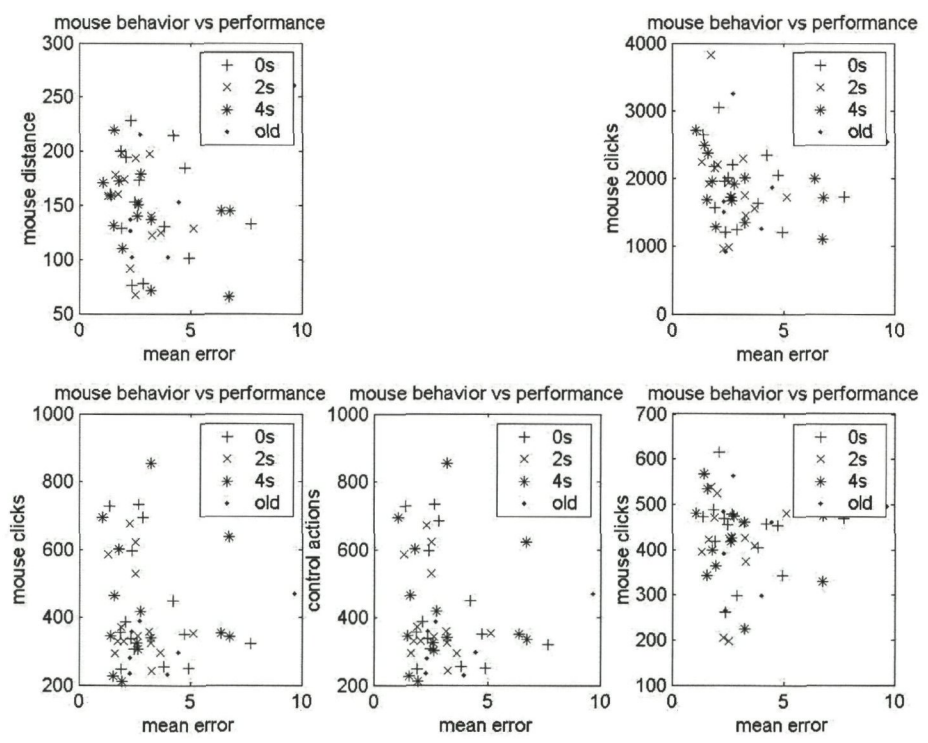 mouse behavior vs performance
300
250
200
150
100
50
mouse distance
0s
2s
4s
old
0
5
10
mean error
mouse behavior vs performance
4000
3000
2000
1000
0
mouse clicks
0s
2s
4s
old
0
5
10
mean error
mouse behavior vs performance
1000
800
600
400
200
mouse clicks
0s
2s
4s
old
0
5
10
mean error
mouse behavior vs performance
1000
800
600
400
200
control actions
0s
2s
4s
old
0
5
10
mean error
mouse behavior vs performance
700
600
500
400
300
200
100
mouse clicks
0s
2s
4s
old
0
5
10
mean error